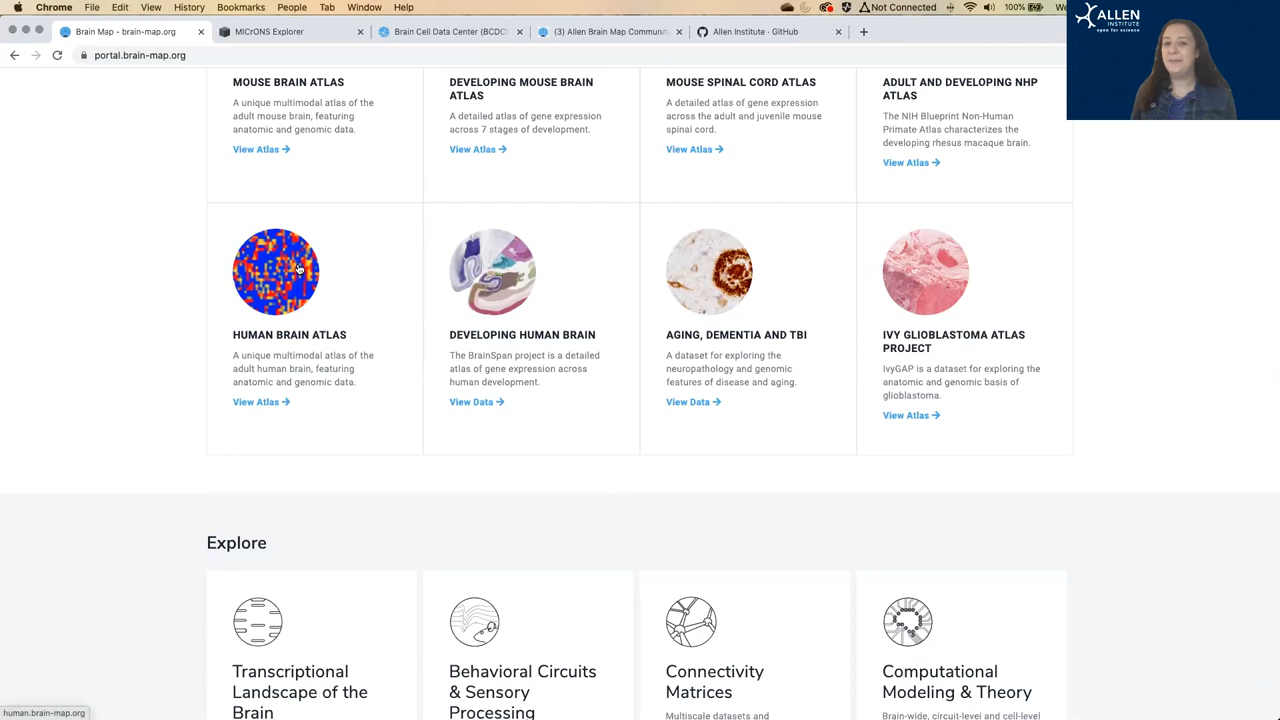 Chrome File Edit View History Bookmarks People Tab Window Help Not Connected 100% We
Brain Map - brain-map.org
MICrONS Explorer
Brain Cell Data Center (BCDC)
(3) Allen Brain Map Communi
Allen Institute · GitHub
portal.brain-map.org
ALLEN
INSTITUTE
open for science
MOUSE BRAIN ATLAS
A unique multimodal atlas of the
adult mouse brain, featuring
anatomic and genomic data.
View Atlas →
DEVELOPING MOUSE BRAIN
ATLAS
A detailed atlas of gene expression
across 7 stages of development.
View Atlas →
MOUSE SPINAL CORD ATLAS
A detailed atlas of gene expression
across the adult and juvenile mouse
spinal cord.
View Atlas →
ADULT AND DEVELOPING NHP
ATLAS
The NIH Blueprint Non-Human
Primate Atlas characterizes the
developing rhesus macaque brain.
View Atlas →
HUMAN BRAIN ATLAS
A unique multimodal atlas of the
adult human brain, featuring
anatomic and genomic data.
View Atlas →
DEVELOPING HUMAN BRAIN
The BrainSpan project is a detailed
atlas of gene expression across
human development.
View Data →
AGING, DEMENTIA AND TBI
A dataset for exploring the
neuropathology and genomic
features of disease and aging.
View Data →
IVY GLIOBLASTOMA ATLAS
PROJECT
IvyGAP is a dataset for exploring the
anatomic and genomic basis of
glioblastoma.
View Atlas →
Explore
Transcriptional
Landscape of the
Brain
Behavioral Circuits
& Sensory
Processing
Connectivity
Matrices
Multiscale datasets and
Computational
Modeling & Theory
Brain-wide, circuit-level and cell-level
human.brain-map.org